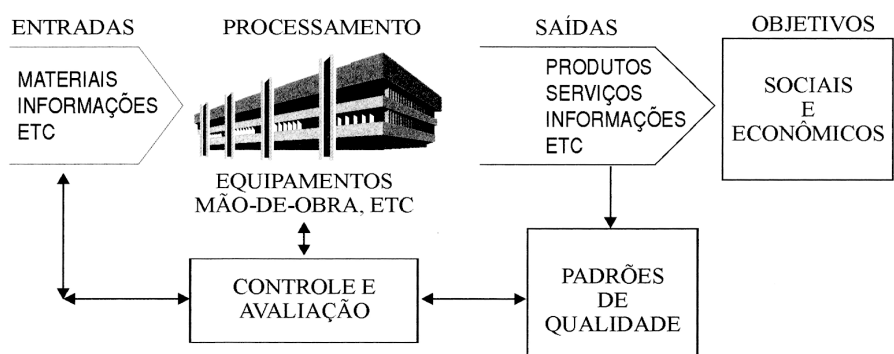 ENTRADAS
MATERIAIS
INFORMAÇÕES
ETC
PROCESSAMENTO
EQUIPAMENTOS
MÃO-DE-OBRA, ETC
SAÍDAS
PRODUTOS
SERVIÇOS
INFORMAÇÕES
ETC
OBJETIVOS
SOCIAIS
E
ECONÔMICOS
CONTROLE E
AVALIAÇÃO
PADRÕES
DE
QUALIDADE